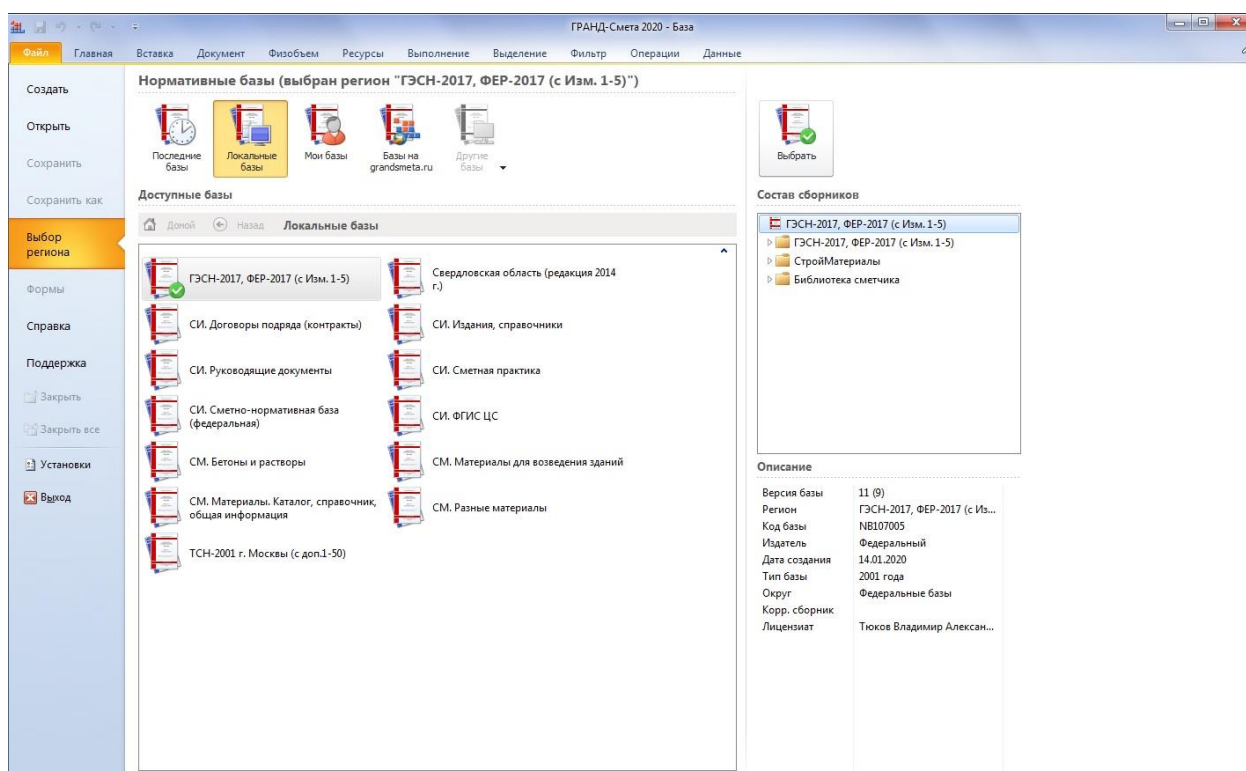 ГРАНД-Смета 2020 - База
Файл Главная Вставка Документ Физобъем Ресурсы Выполнение Выделение Фильтр Операции Данные
Создать
Открыть
Сохранить
Сохранить как
Выбор
региона
Формы
Справка
Поддержка
Закрыть
Закрыть все
Установки
Выход
Нормативные базы (выбран регион "ГЭСН-2017, ФЕР-2017 (с Изм. 1-5)")
Последние
базы
Локальные
базы
Мои базы
Базы на
grandsmeta.ru
Другие
базы
Доступные базы
Домой Назад Локальные базы
ГЭСН-2017, ФЕР-2017 (с Изм. 1-5)
Свердловская область (редакция 2014
г.)
СИ. Договоры подряда (контракты)
СИ. Издания, справочники
СИ. Руководящие документы
СИ. Сметная практика
СИ. Сметно-нормативная база
(федеральная)
СИ. ФГИС ЦС
СМ. Бетоны и растворы
СМ. Материалы для возведения зданий
СМ. Материалы. Каталог, справочник,
общая информация
СМ. Разные материалы
ТСН-2001 г. Москвы (с доп.1-50)
Выбрать
Состав сборников
ГЭСН-2017, ФЕР-2017 (с Изм. 1-5)
ГЭСН-2017, ФЕР-2017 (с Изм. 1-5)
СтройМатериалы
Библиотека сметчика
Описание
Версия базы 11 (9)
Регион ГЭСН-2017, ФЕР-2017 (с Из...
Код базы NB107005
Издатель Федеральный
Дата создания 14.01.2020
Тип базы 2001 года
Округ Федеральные базы
Корр. сборник
Лицензиат Тюков Владимир Алексан...